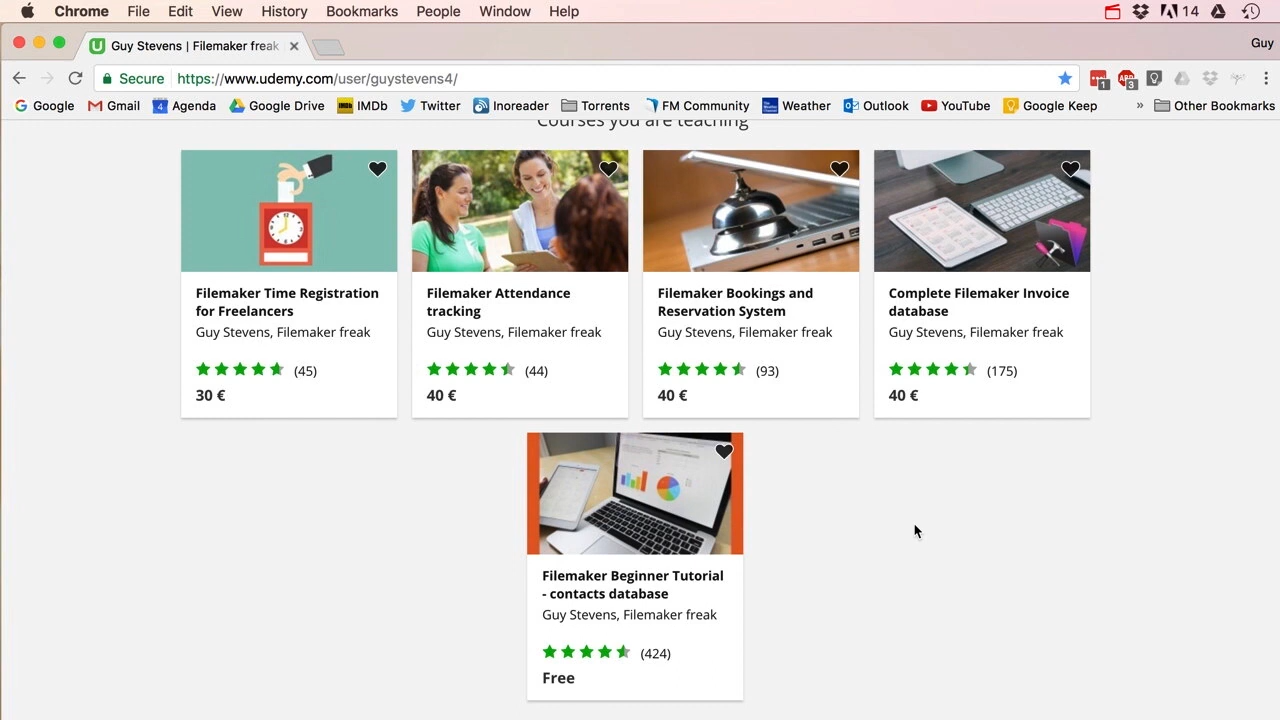 Chrome File Edit View History Bookmarks People Window Help 14
Guy Stevens | Filemaker freak Guy
Secure https://www.udemy.com/user/guystevens4/ 1 3
Google Gmail 4 Agenda Google Drive IMDb IMDb Twitter Inoreader Torrents FM Community Weather Outlook YouTube Google Keep » Other Bookmarks
Courses you are teaching
Filemaker Time Registration
for Freelancers
Guy Stevens, Filemaker freak
(45)
30 €
Filemaker Attendance
tracking
Guy Stevens, Filemaker freak
(44)
40 €
Filemaker Bookings and
Reservation System
Guy Stevens, Filemaker freak
(93)
40 €
Complete Filemaker Invoice
database
Guy Stevens, Filemaker freak
(175)
40 €
Filemaker Beginner Tutorial
- contacts database
Guy Stevens, Filemaker freak
(424)
Free